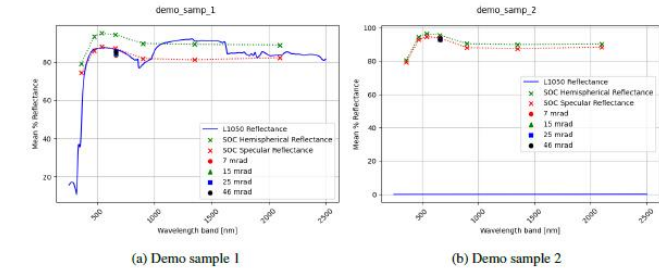 demo_samp_1
Mean % Reflectance
80
60
40
20
L1050 Reflectance
SOC Hemispherical Reflectance
SOC Specular Reflectance
7 mrad
15 mrad
25 mrad
46 mrad
500
1000
1500
2000
2500
Wavelength band [nm]
(a) Demo sample 1
demo_samp_2
Mean % Reflectance
100
80
60
40
20
0
L1050 Reflectance
SOC Hemispherical Reflectance
SOC Specular Reflectance
7 mrad
15 mrad
25 mrad
46 mrad
500
1000
1500
2000
2500
Wavelength band [nm]
(b) Demo sample 2